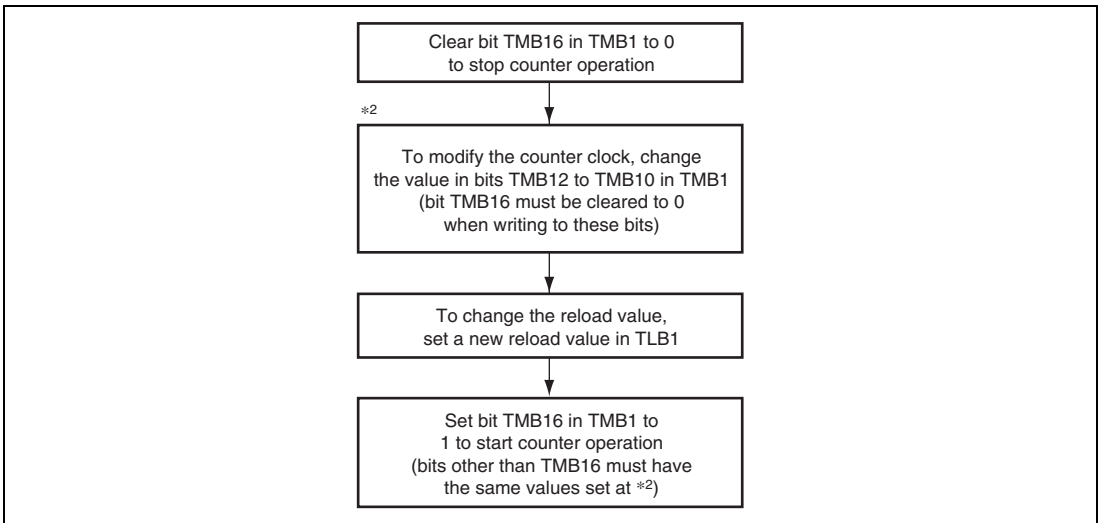 Clear bit TMB16 in TMB1 to 0
to stop counter operation
*2
To modify the counter clock, change
the value in bits TMB12 to TMB10 in TMB1
(bit TMB16 must be cleared to 0
when writing to these bits)
To change the reload value,
set a new reload value in TLB1
Set bit TMB16 in TMB1 to
1 to start counter operation
(bits other than TMB16 must have
the same values set at *2)